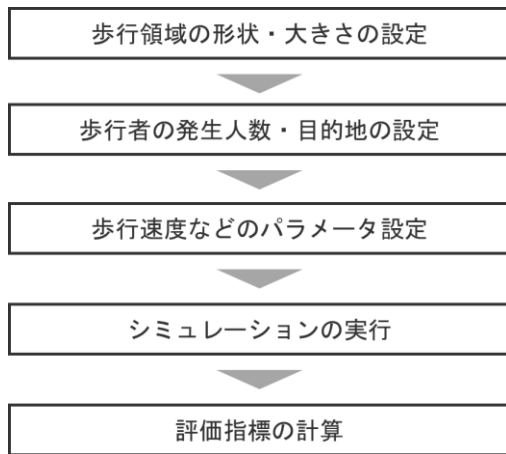 歩行領域の形状・大きさの設定
歩行者の発生人数・目的地の設定
歩行速度などのパラメータ設定
シミュレーションの実行
評価指標の計算